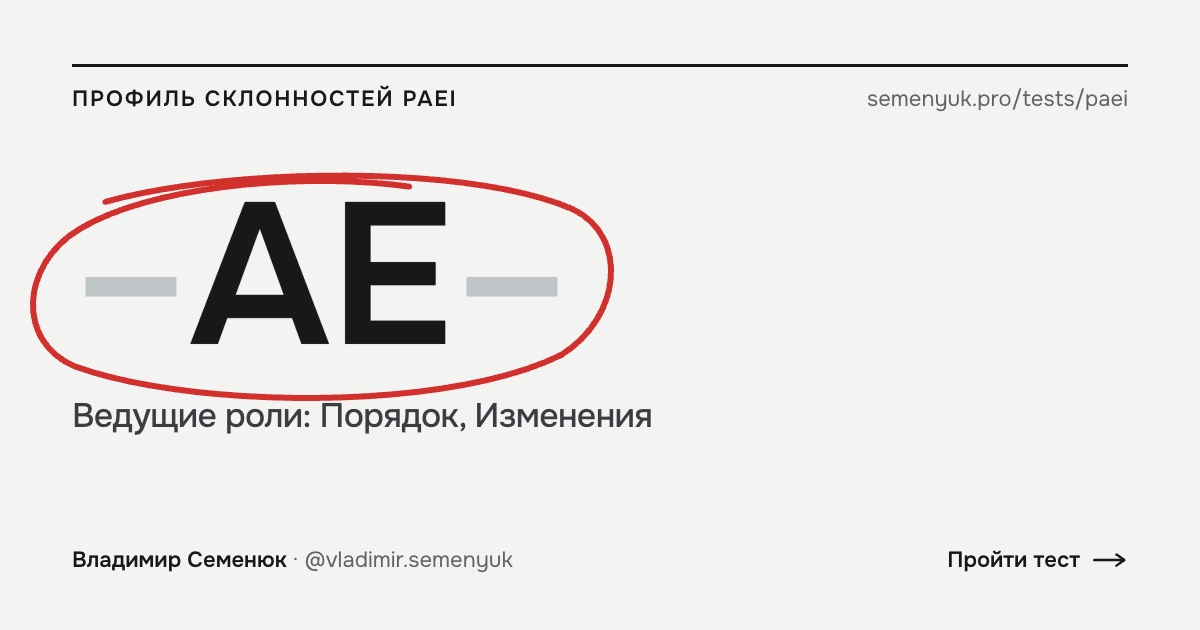 ПРОФИЛЬ СКЛОННОСТЕЙ PAEI
semenyuk.pro/tests/paei
— AE —
Ведущие роли: Порядок, Изменения
Владимир Семенюк · @vladimir.semenyuk
Пройти тест →